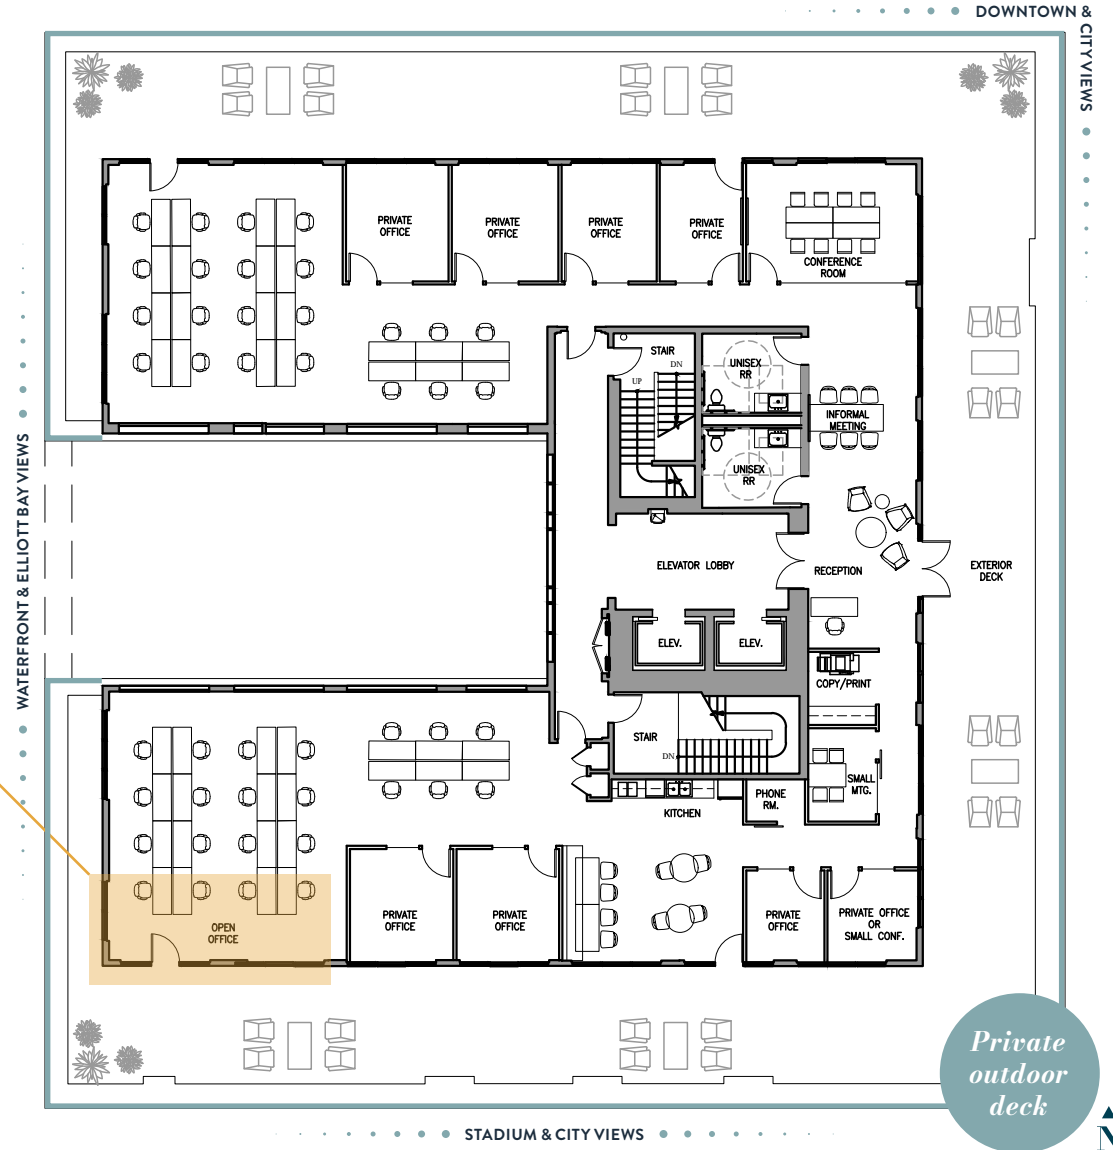 DOWNTOWN &
CITY VIEWS
PRIVATE
OFFICE
PRIVATE
OFFICE
PRIVATE
OFFICE
PRIVATE
OFFICE
CONFERENCE
ROOM
STAIR
DN
UP
UNISEX
RR
INFORMAL
MEETING
UNISEX
RR
WATERFRONT & ELLIOTT BAY VIEWS
ELEVATOR LOBBY
RECEPTION
EXTERIOR
DECK
ELEV.
ELEV.
COPY/PRINT
STAIR
DN
SMALL
MTG.
PHONE
RM.
KITCHEN
OPEN
OFFICE
PRIVATE
OFFICE
PRIVATE
OFFICE
PRIVATE
OFFICE
PRIVATE OFFICE
OR
SMALL CONF.
Private
outdoor
deck
STADIUM & CITY VIEWS
N